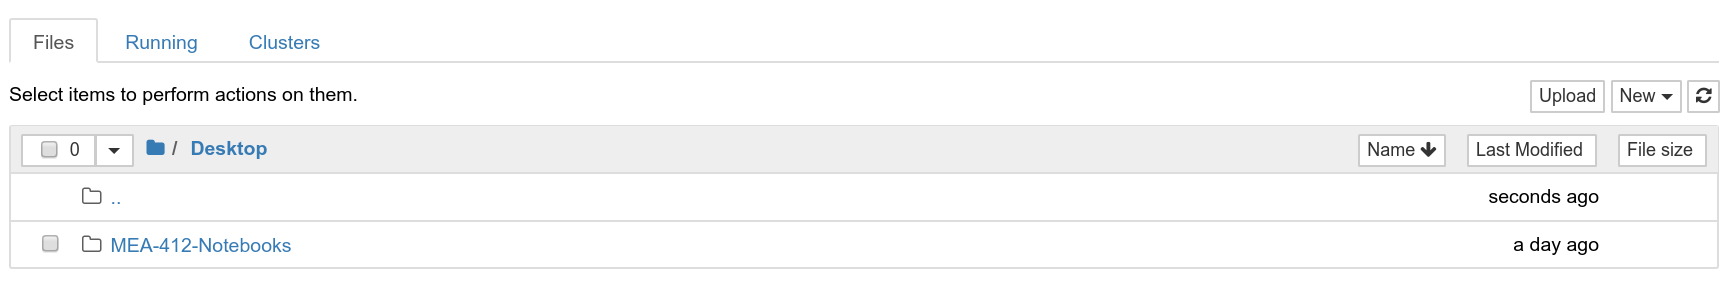 Files Running Clusters
Select items to perform actions on them. Upload New
0 / Desktop Name Last Modified File size
.. seconds ago
MEA-412-Notebooks a day ago